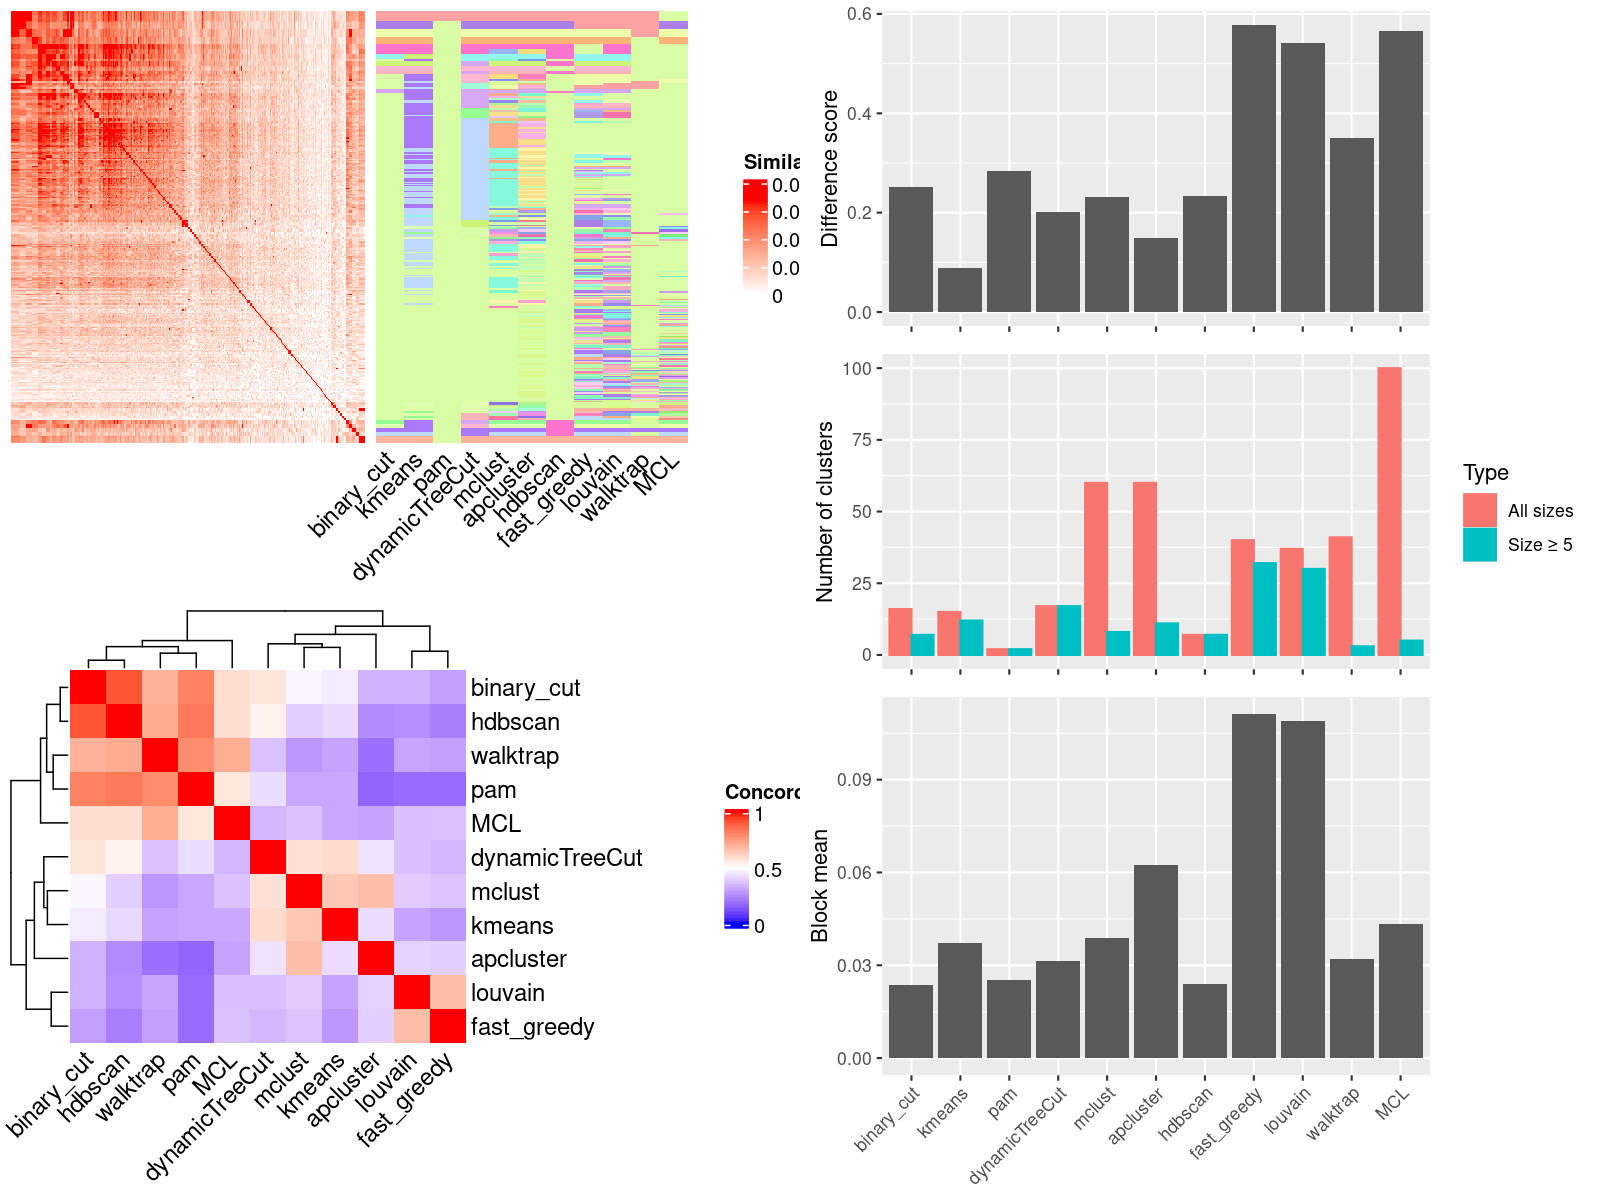 Simila
0.0
0.0
0.0
0.0
0
binary_cut
kmeans
pam
dynamicTreeCut
mclust
apcluster
hdbscan
fast_greedy
louvain
walktrap
MCL
binary_cut
hdbscan
walktrap
pam
MCL
dynamicTreeCut
mclust
kmeans
apcluster
louvain
fast_greedy
binary_cut
hdbscan
walktrap
pam
MCL
dynamicTreeCut
mclust
kmeans
apcluster
louvain
fast_greedy
Concor
1
0.5
0
Difference score
0.6
0.4
0.2
0.0
Number of clusters
100
75
50
25
0
Type
All sizes
Size ≥ 5
Block mean
0.09
0.06
0.03
0.00
binary_cut
kmeans
pam
dynamicTreeCut
mclust
apcluster
hdbscan
fast_greedy
louvain
walktrap
MCL